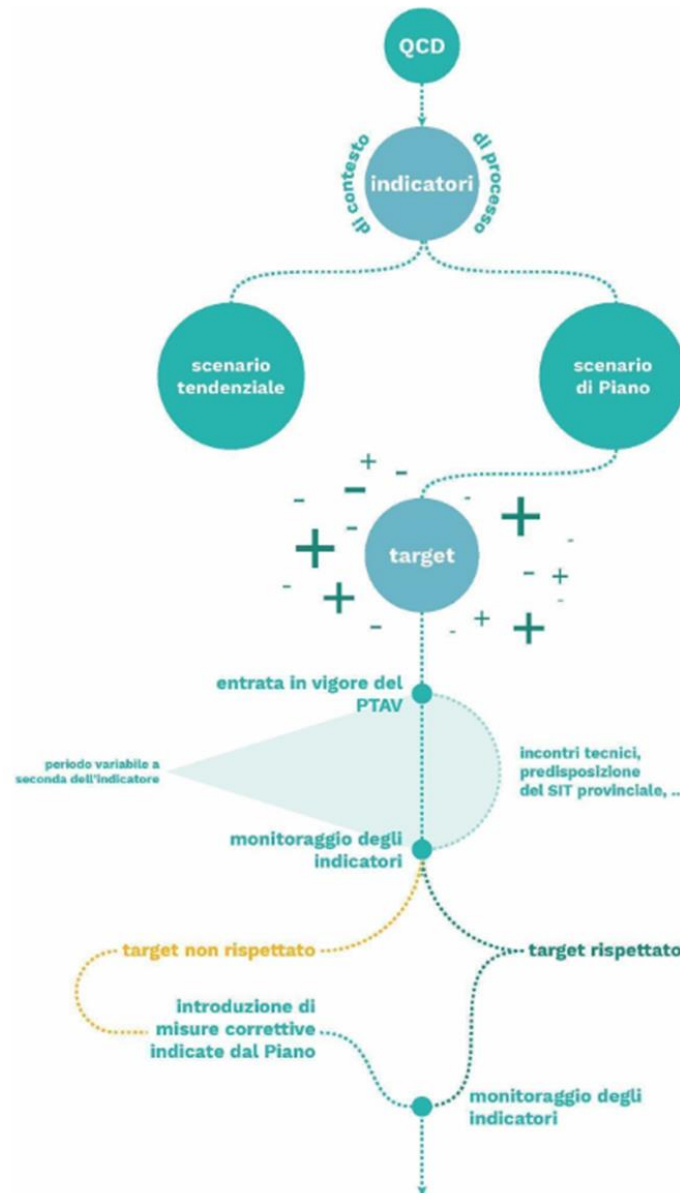 QCD
di contesto
indicatori
di processo
scenario
tendenziale
scenario
di Piano
target
entrata in vigore del
PTAV
periodo variabile a
seconda dell'indicatore
incontri tecnici,
predisposizione
del SIT provinciale, ...
monitoraggio degli
indicatori
target non rispettato
target rispettato
introduzione di
misure correttive
indicate dal Piano
monitoraggio degli
indicatori